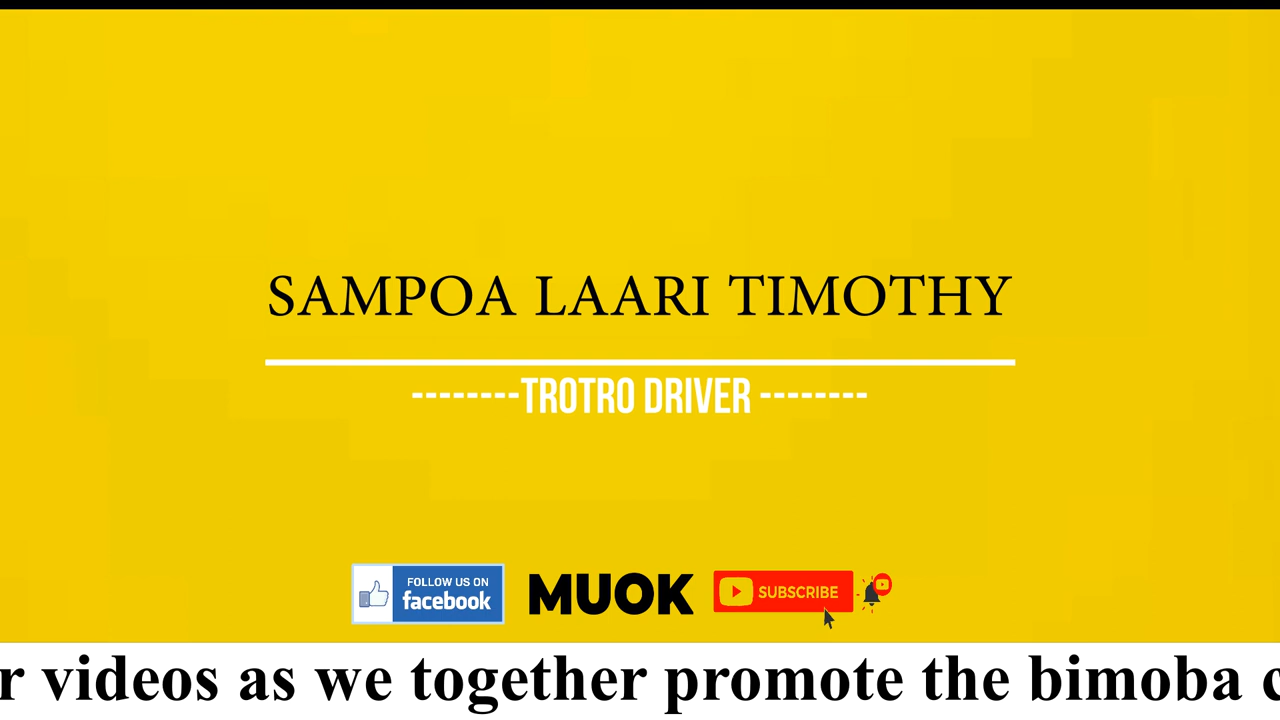 SAMPOA LAARI TIMOTHY
--------TROTRO DRIVER --------
FOLLOW US ON
facebook
MUOK
SUBSCRIBE
videos as we together promote the bimoba